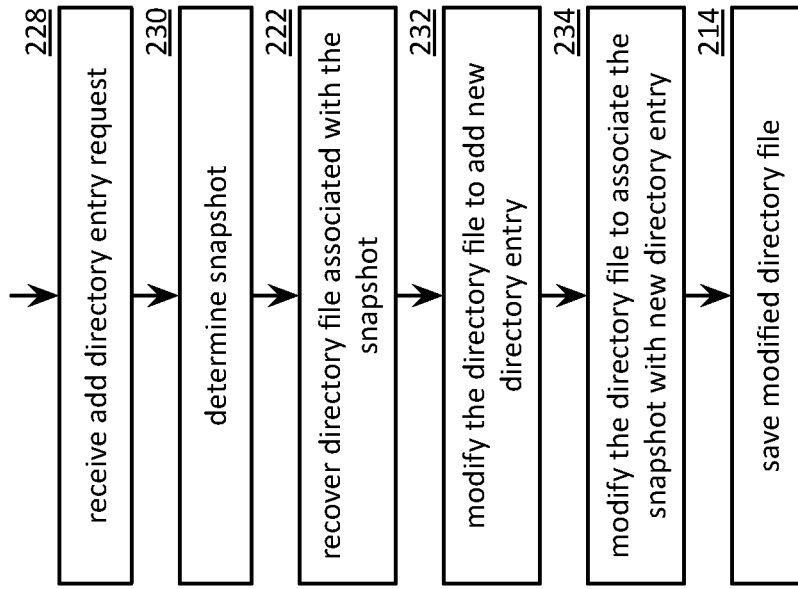 228
receive add directory entry request
230
determine snapshot
222
recover directory file associated with the
snapshot
232
modify the directory file to add new
directory entry
234
modify the directory file to associate the
snapshot with new directory entry
214
save modified directory file